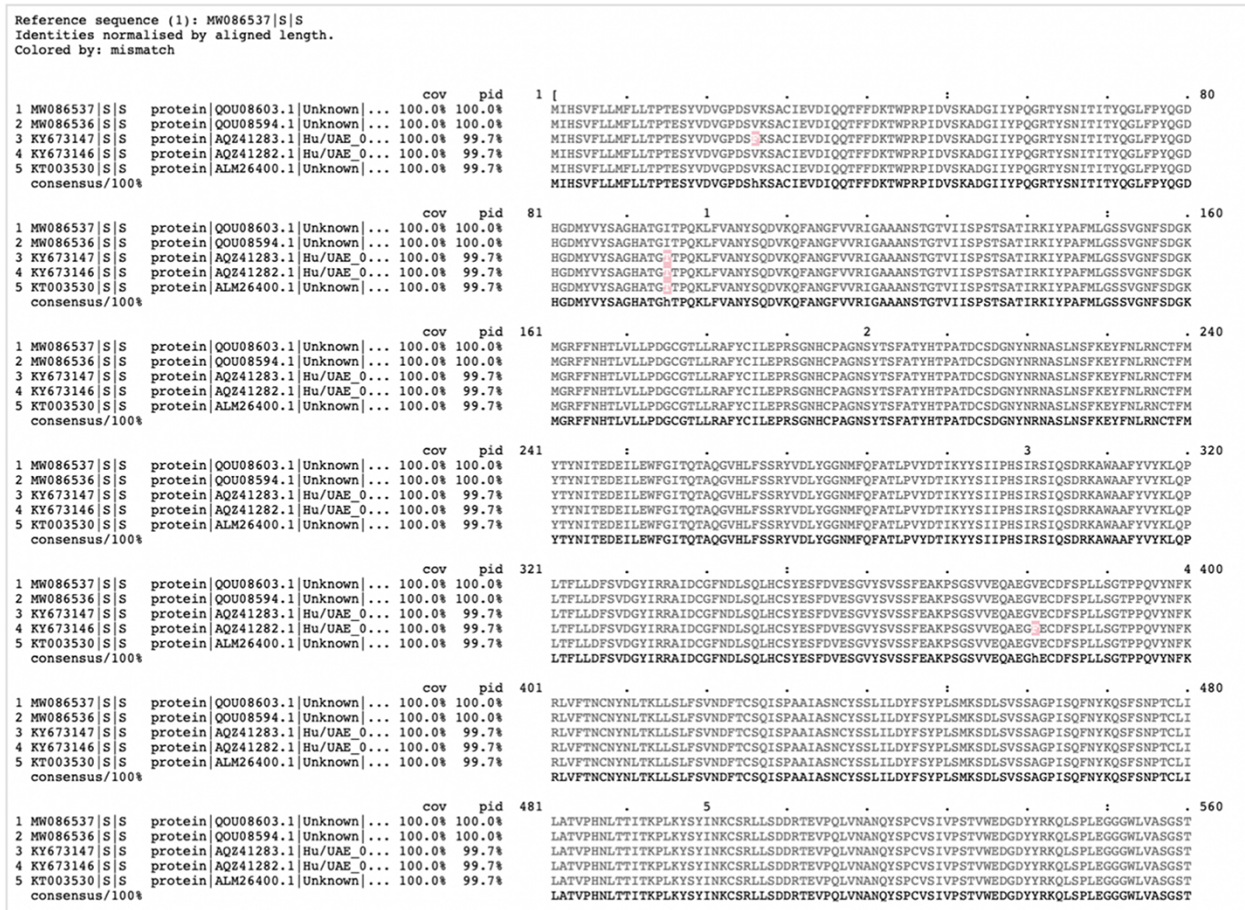 Reference sequence (1): MW086537|S|S
Identities normalised by aligned length.
Colored by: mismatch
cov pid 1 [ . . . . : . . . 80
1 MW086537|S|S protein|QOU08603.1|Unknown|... 100.0% 100.0% MIHSVFLLMFLLTPTESYVDVGPDSVKSACIEVDIQQTFFDKTWPRPIDVSKADGIIYPQGRTYSNITITYQGLFPYQGD
2 MW086536|S|S protein|QOU08594.1|Unknown|... 100.0% 100.0% MIHSVFLLMFLLTPTESYVDVGPDSVKSACIEVDIQQTFFDKTWPRPIDVSKADGIIYPQGRTYSNITITYQGLFPYQGD
3 KY673147|S|S protein|AQZ41283.1|Hu/UAE_0... 100.0% 99.7%
4 KY673146|S|S protein|AQZ41282.1|Hu/UAE_0... 100.0% 99.7% MIHSVFLLMFLLTPTESYVDVGPDSVKSACIEVDIQQTFFDKTWPRPIDVSKADGIIYPQGRTYSNITITYQGLFPYQGD
5 KT003530|S|S protein|ALM26400.1|Unknown|... 100.0% 99.7% MIHSVFLLMFLLTPTESYVDVGPDSVKSACIEVDIQQTFFDKTWPRPIDVSKADGIIYPQGRTYSNITITYQGLFPYQGD
consensus/100% MIHSVFLLMFLLTPTESYVDVGPDShKSACIEVDIQQTFFDKTWPRPIDVSKADGIIYPQGRTYSNITITYQGLFPYQGD
cov pid 81 . 1 . . . . : . 160
1 MW086537|S|S protein|QOU08603.1|Unknown|... 100.0% 100.0% HGDMYVYSAGHATGITPQKLFVANYSQDVKQFANGFVVRIGAAANSTGTVIISPSTSATIRKIYPAFMLGSSVGNFSDGK
2 MW086536|S|S protein|QOU08594.1|Unknown|... 100.0% 100.0% HGDMYVYSAGHATGITPQKLFVANYSQDVKQFANGFVVRIGAAANSTGTVIISPSTSATIRKIYPAFMLGSSVGNFSDGK
3 KY673147|S|S protein|AQZ41283.1|Hu/UAE_0... 100.0% 99.7%
4 KY673146|S|S protein|AQZ41282.1|Hu/UAE_0... 100.0% 99.7%
5 KT003530|S|S protein|ALM26400.1|Unknown|... 100.0% 99.7%
consensus/100% HGDMYVYSAGHATGhTPQKLFVANYSQDVKQFANGFVVRIGAAANSTGTVIISPSTSATIRKIYPAFMLGSSVGNFSDGK
cov pid 161 . . . 2 . . . . 240
1 MW086537|S|S protein|QOU08603.1|Unknown|... 100.0% 100.0% MGRFFNHTLVLLPDGCGTLLRAFYCILEPRSGNHCPAGNSYTSFATYHTPATDCSDGNYNRNASLNSFKEYFNLRNCTFM
2 MW086536|S|S protein|QOU08594.1|Unknown|... 100.0% 100.0% MGRFFNHTLVLLPDGCGTLLRAFYCILEPRSGNHCPAGNSYTSFATYHTPATDCSDGNYNRNASLNSFKEYFNLRNCTFM
3 KY673147|S|S protein|AQZ41283.1|Hu/UAE_0... 100.0% 99.7% MGRFFNHTLVLLPDGCGTLLRAFYCILEPRSGNHCPAGNSYTSFATYHTPATDCSDGNYNRNASLNSFKEYFNLRNCTFM
4 KY673146|S|S protein|AQZ41282.1|Hu/UAE_0... 100.0% 99.7% MGRFFNHTLVLLPDGCGTLLRAFYCILEPRSGNHCPAGNSYTSFATYHTPATDCSDGNYNRNASLNSFKEYFNLRNCTFM
5 KT003530|S|S protein|ALM26400.1|Unknown|... 100.0% 99.7% MGRFFNHTLVLLPDGCGTLLRAFYCILEPRSGNHCPAGNSYTSFATYHTPATDCSDGNYNRNASLNSFKEYFNLRNCTFM
consensus/100% MGRFFNHTLVLLPDGCGTLLRAFYCILEPRSGNHCPAGNSYTSFATYHTPATDCSDGNYNRNASLNSFKEYFNLRNCTFM
cov pid 241 : . . . . 3 . . 320
1 MW086537|S|S protein|QOU08603.1|Unknown|... 100.0% 100.0% YTYNITEDEILEWFGITQTAQGVHLFSSRYVDLYGGNMFQFATLPVYDTIKYYSIIPHSIRSIQSDRKAWAAFYVYKLQP
2 MW086536|S|S protein|QOU08594.1|Unknown|... 100.0% 100.0% YTYNITEDEILEWFGITQTAQGVHLFSSRYVDLYGGNMFQFATLPVYDTIKYYSIIPHSIRSIQSDRKAWAAFYVYKLQP
3 KY673147|S|S protein|AQZ41283.1|Hu/UAE_0... 100.0% 99.7% YTYNITEDEILEWFGITQTAQGVHLFSSRYVDLYGGNMFQFATLPVYDTIKYYSIIPHSIRSIQSDRKAWAAFYVYKLQP
4 KY673146|S|S protein|AQZ41282.1|Hu/UAE_0... 100.0% 99.7% YTYNITEDEILEWFGITQTAQGVHLFSSRYVDLYGGNMFQFATLPVYDTIKYYSIIPHSIRSIQSDRKAWAAFYVYKLQP
5 KT003530|S|S protein|ALM26400.1|Unknown|... 100.0% 99.7% YTYNITEDEILEWFGITQTAQGVHLFSSRYVDLYGGNMFQFATLPVYDTIKYYSIIPHSIRSIQSDRKAWAAFYVYKLQP
consensus/100% YTYNITEDEILEWFGITQTAQGVHLFSSRYVDLYGGNMFQFATLPVYDTIKYYSIIPHSIRSIQSDRKAWAAFYVYKLQP
cov pid 321 . . : . . . . 4 400
1 MW086537|S|S protein|QOU08603.1|Unknown|... 100.0% 100.0% LTFLLDFSVDGYIRRAIDCGFNDLSQLHCSYESFDVESGVYSVSSFEAKPSGSVVEQAEGVECDFSPLLSGTPPQVYNFK
2 MW086536|S|S protein|QOU08594.1|Unknown|... 100.0% 100.0% LTFLLDFSVDGYIRRAIDCGFNDLSQLHCSYESFDVESGVYSVSSFEAKPSGSVVEQAEGVECDFSPLLSGTPPQVYNFK
3 KY673147|S|S protein|AQZ41283.1|Hu/UAE_0... 100.0% 99.7% LTFLLDFSVDGYIRRAIDCGFNDLSQLHCSYESFDVESGVYSVSSFEAKPSGSVVEQAEGVECDFSPLLSGTPPQVYNFK
4 KY673146|S|S protein|AQZ41282.1|Hu/UAE_0... 100.0% 99.7%
5 KT003530|S|S protein|ALM26400.1|Unknown|... 100.0% 99.7% LTFLLDFSVDGYIRRAIDCGFNDLSQLHCSYESFDVESGVYSVSSFEAKPSGSVVEQAEGVECDFSPLLSGTPPQVYNFK
consensus/100% LTFLLDFSVDGYIRRAIDCGFNDLSQLHCSYESFDVESGVYSVSSFEAKPSGSVVEQAEGhECDFSPLLSGTPPQVYNFK
cov pid 401 . . . . : . . . 480
1 MW086537|S|S protein|QOU08603.1|Unknown|... 100.0% 100.0% RLVFTNCNYNLTKLLSLFSVNDFTCSQISPAAIASNCYSSLILDYFSYPLSMKSDLSVSSAGPISQFNYKQSFSNPTCLI
2 MW086536|S|S protein|QOU08594.1|Unknown|... 100.0% 100.0% RLVFTNCNYNLTKLLSLFSVNDFTCSQISPAAIASNCYSSLILDYFSYPLSMKSDLSVSSAGPISQFNYKQSFSNPTCLI
3 KY673147|S|S protein|AQZ41283.1|Hu/UAE_0... 100.0% 99.7% RLVFTNCNYNLTKLLSLFSVNDFTCSQISPAAIASNCYSSLILDYFSYPLSMKSDLSVSSAGPISQFNYKQSFSNPTCLI
4 KY673146|S|S protein|AQZ41282.1|Hu/UAE_0... 100.0% 99.7% RLVFTNCNYNLTKLLSLFSVNDFTCSQISPAAIASNCYSSLILDYFSYPLSMKSDLSVSSAGPISQFNYKQSFSNPTCLI
5 KT003530|S|S protein|ALM26400.1|Unknown|... 100.0% 99.7% RLVFTNCNYNLTKLLSLFSVNDFTCSQISPAAIASNCYSSLILDYFSYPLSMKSDLSVSSAGPISQFNYKQSFSNPTCLI
consensus/100% RLVFTNCNYNLTKLLSLFSVNDFTCSQISPAAIASNCYSSLILDYFSYPLSMKSDLSVSSAGPISQFNYKQSFSNPTCLI
cov pid 481 . 5 . . . . : . 560
1 MW086537|S|S protein|QOU08603.1|Unknown|... 100.0% 100.0% LATVPHNLTTITKPLKYSYINKCSRLLSDDRTEVPQLVNANQYSPCVSIVPSTVWEDGDYYRKQLSPLEGGGWLVASGST
2 MW086536|S|S protein|QOU08594.1|Unknown|... 100.0% 100.0% LATVPHNLTTITKPLKYSYINKCSRLLSDDRTEVPQLVNANQYSPCVSIVPSTVWEDGDYYRKQLSPLEGGGWLVASGST
3 KY673147|S|S protein|AQZ41283.1|Hu/UAE_0... 100.0% 99.7% LATVPHNLTTITKPLKYSYINKCSRLLSDDRTEVPQLVNANQYSPCVSIVPSTVWEDGDYYRKQLSPLEGGGWLVASGST
4 KY673146|S|S protein|AQZ41282.1|Hu/UAE_0... 100.0% 99.7% LATVPHNLTTITKPLKYSYINKCSRLLSDDRTEVPQLVNANQYSPCVSIVPSTVWEDGDYYRKQLSPLEGGGWLVASGST
5 KT003530|S|S protein|ALM26400.1|Unknown|... 100.0% 99.7% LATVPHNLTTITKPLKYSYINKCSRLLSDDRTEVPQLVNANQYSPCVSIVPSTVWEDGDYYRKQLSPLEGGGWLVASGST
consensus/100% LATVPHNLTTITKPLKYSYINKCSRLLSDDRTEVPQLVNANQYSPCVSIVPSTVWEDGDYYRKQLSPLEGGGWLVASGST